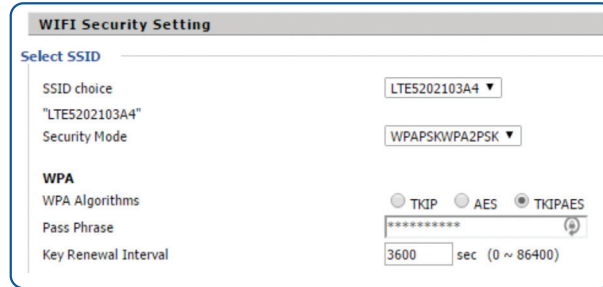 WIFI Security Setting
Select SSID
SSID choice LTE5202103A4
"LTE5202103A4"
Security Mode WPAPSKWPA2PSK
WPA
WPA Algorithms TKIP AES TKIPAES
Pass Phrase **********
Key Renewal Interval 3600 sec (0 ~ 86400)